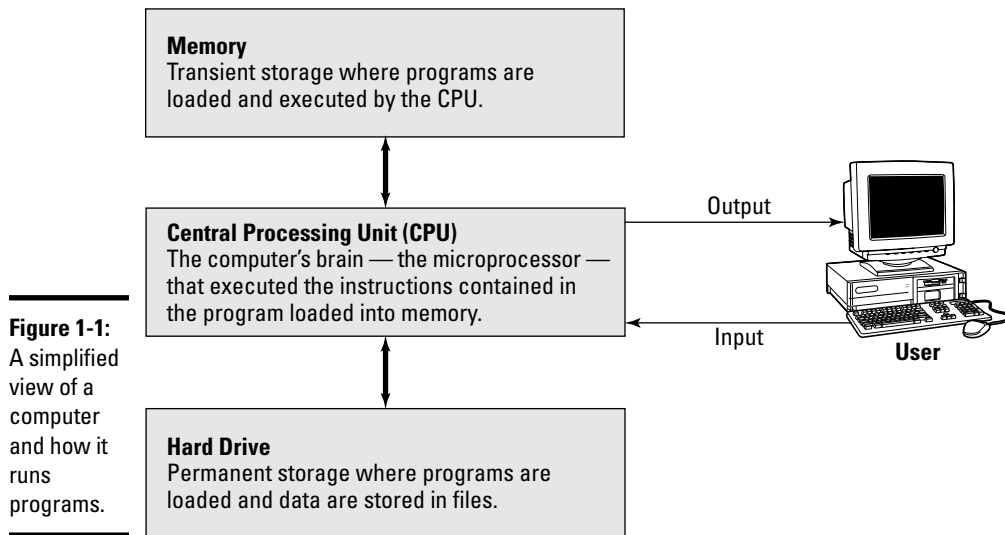 Memory
Transient storage where programs are
loaded and executed by the CPU.
Central Processing Unit (CPU)
The computer’s brain — the microprocessor —
that executed the instructions contained in
the program loaded into memory.
Output
Input
User
Hard Drive
Permanent storage where programs are
loaded and data are stored in files.
Figure 1-1:
A simplified
view of a
computer
and how it
runs
programs.